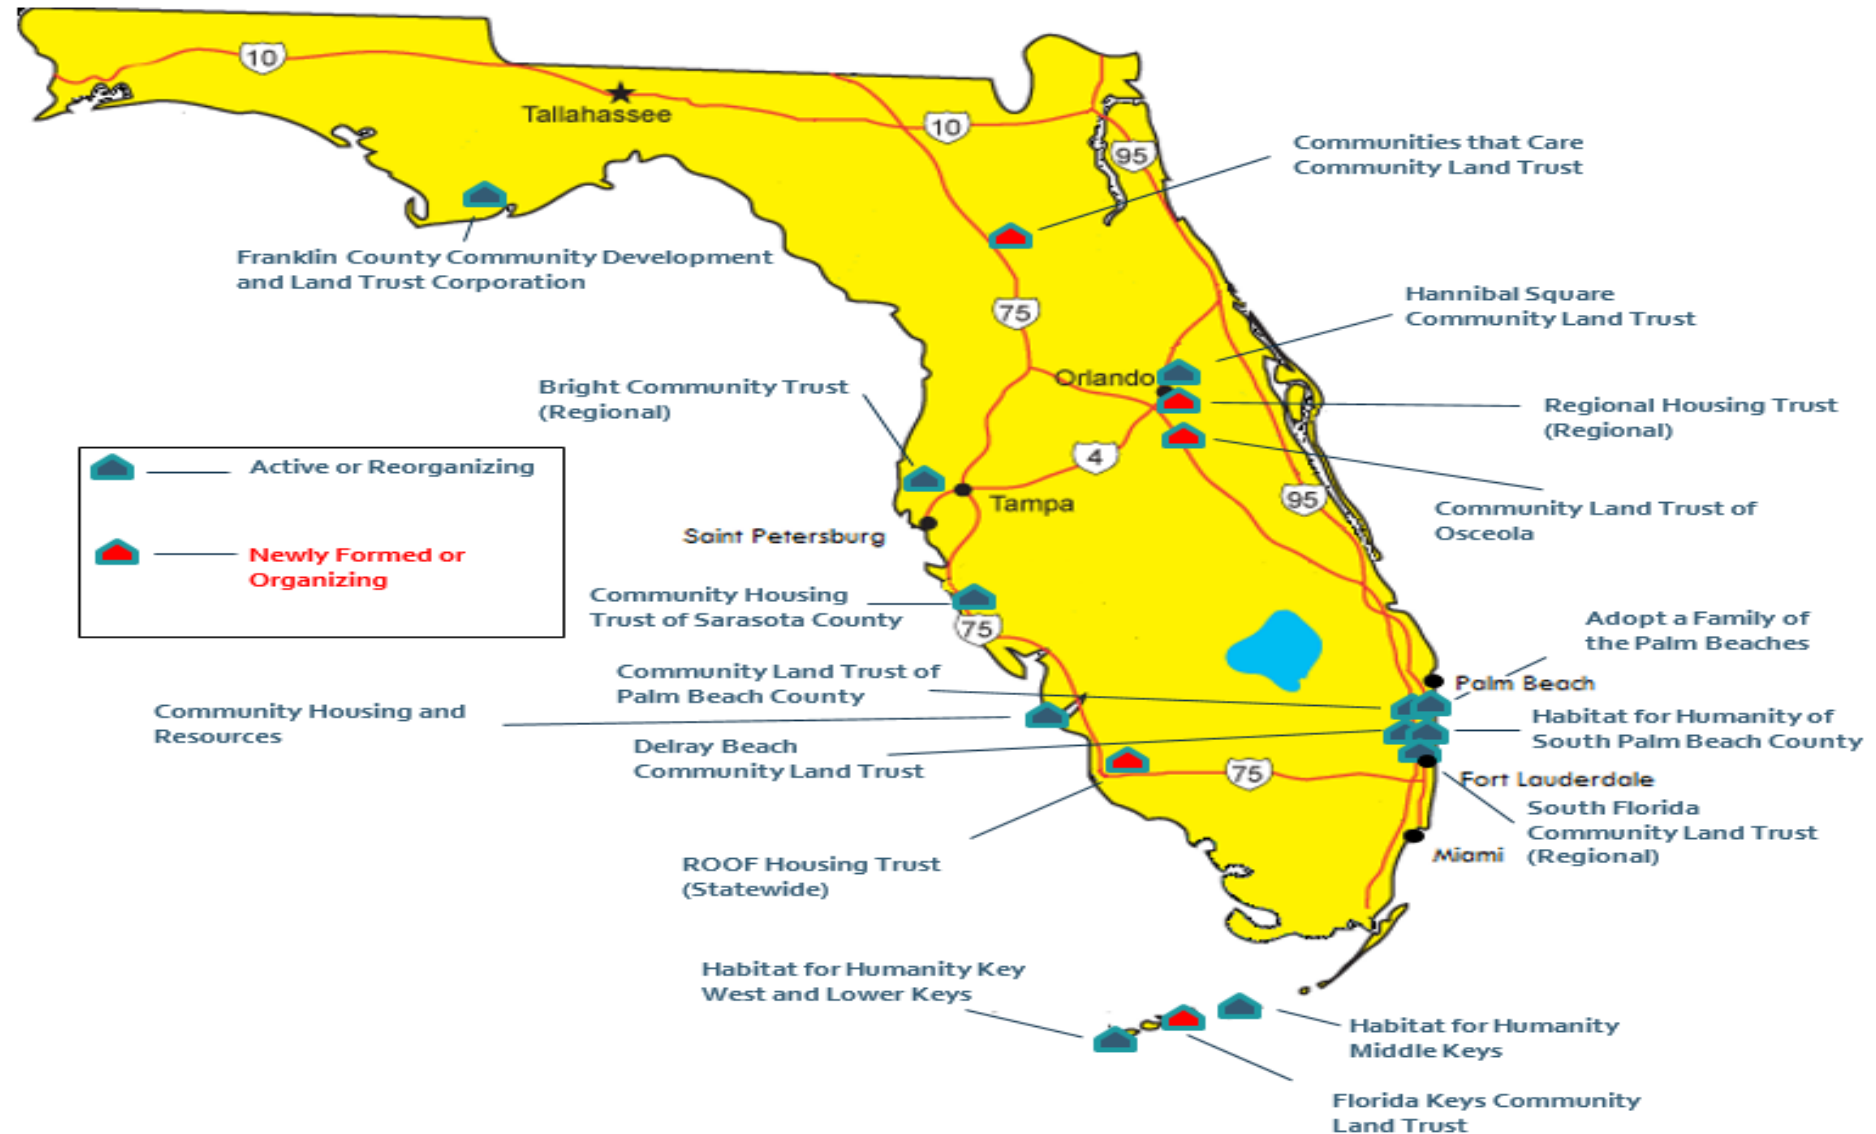 10
Tallahassee
10
95
Communities that Care
Community Land Trust
Franklin County Community Development
and Land Trust Corporation
75
Hannibal Square
Community Land Trust
Orlando
Bright Community Trust
(Regional)
Regional Housing Trust
(Regional)
4
Active or Reorganizing
95
Tampa
Community Land Trust of
Osceola
Saint Petersburg
Newly Formed or
Organizing
Community Housing
Trust of Sarasota County
75
Adopt a Family of
the Palm Beaches
Community Land Trust of
Palm Beach County
Palm Beach
Community Housing and
Resources
Habitat for Humanity of
South Palm Beach County
Delray Beach
Community Land Trust
75
Fort Lauderdale
South Florida
Community Land Trust
(Regional)
Miami
ROOF Housing Trust
(Statewide)
Habitat for Humanity Key
West and Lower Keys
Habitat for Humanity
Middle Keys
Florida Keys Community
Land Trust